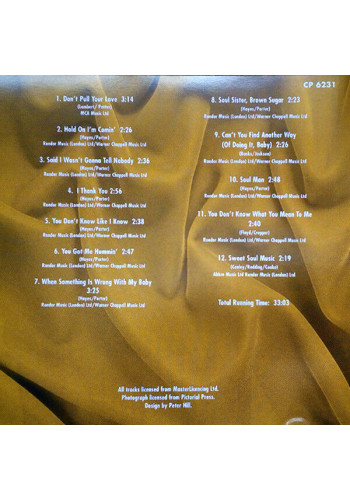 CP 6231
1. Don't Pull Your Love 3:14
(Lambert/ Potter)
MCA Music Ltd
2. Hold On I'm Comin' 2:26
(Hayes/Porter)
Rondor Music (London) Ltd/Warner Chappell Music Ltd
3. Said I Wasn't Gonna Tell Nobody 2:36
(Hayes/Porter)
Rondor Music (London) Ltd/Warner Chappell Music Ltd
4. I Thank You 2:56
(Hayes/Porter)
Rondor Music (London) Ltd/Warner Chappell Music Ltd
5. You Don't Know Like I Know 2:38
(Hayes/Porter)
Rondor Music (London) Ltd/Warner Chappell Music Ltd
6. You Got Me Hummin' 2:47
(Hayes/Porter)
Rondor Music (London) Ltd/Warner Chappell Music Ltd
7. When Something Is Wrong With My Baby
3:25
(Hayes/Porter)
Rondor Music (London) Ltd/Warner Chappell Music Ltd
8. Soul Sister, Brown Sugar 2:23
(Hayes/Porter)
Rondor Music (London) Ltd/Warner Chappell Music Ltd
9. Can't You Find Another Way
(Of Doing It, Baby) 2:26
(Banks/Jackson)
Rondor Music (London) Ltd/Warner Chappell Music Ltd
10. Soul Man 2:48
(Hayes/Porter)
Rondor Music (London) Ltd/Warner Chappell Music Ltd
11. You Don't Know What You Mean To Me
2:40
(Floyd/Cropper)
Rondor Music (London) Ltd/Warner Chappell Music Ltd
12. Sweet Soul Music 2:19
(Conley/Redding/Cooke)
Abkco Music Ltd Rondor Music (London) Ltd
Total Running Time: 33:03
All tracks licensed from MasterLicensing Ltd.
Photograph licensed from Pictorial Press.
Design by Peter Hill.